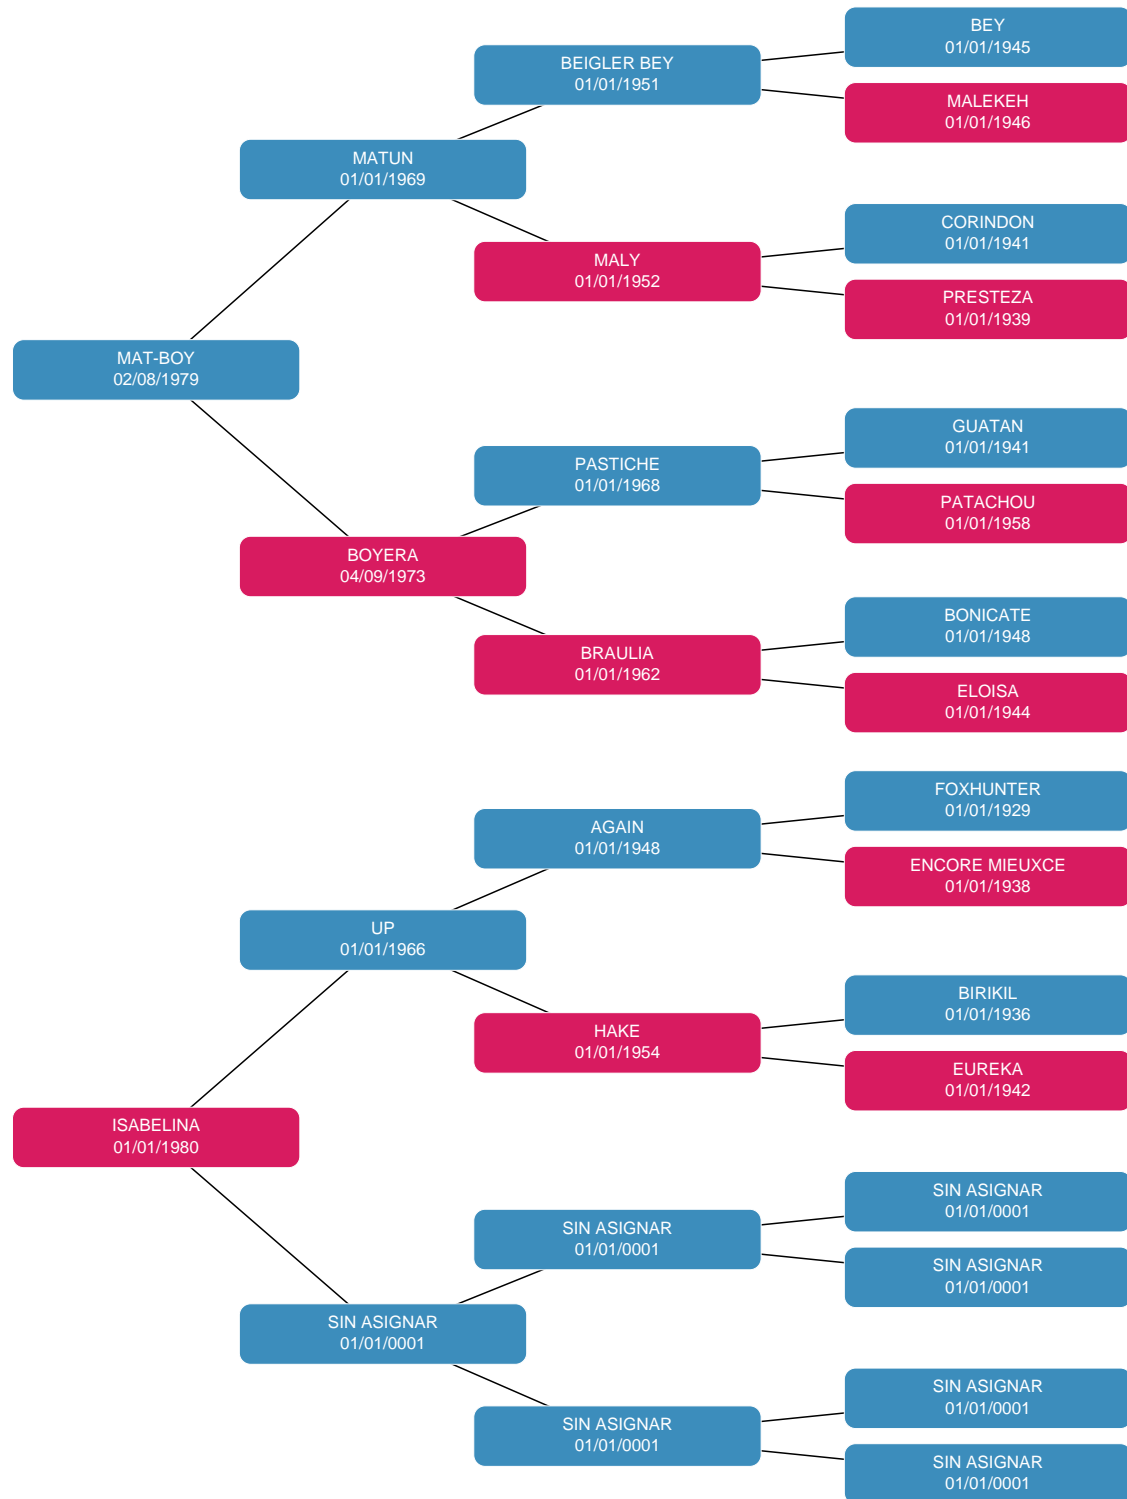 BEY
01/01/1945
BEIGLER BEY
01/01/1951
MALEKEH
01/01/1946
MATUN
01/01/1969
CORINDON
01/01/1941
MALY
01/01/1952
PRESTEZA
01/01/1939
MAT-BOY
02/08/1979
GUATAN
01/01/1941
PASTICHE
01/01/1968
PATACHOU
01/01/1958
BOYERA
04/09/1973
BONICATE
01/01/1948
BRAULIA
01/01/1962
ELOISA
01/01/1944
FOXHUNTER
01/01/1929
AGAIN
01/01/1948
ENCORE MIEUXCE
01/01/1938
UP
01/01/1966
BIRIKIL
01/01/1936
HAKE
01/01/1954
EUREKA
01/01/1942
ISABELINA
01/01/1980
SIN ASIGNAR
01/01/0001
SIN ASIGNAR
01/01/0001
SIN ASIGNAR
01/01/0001
SIN ASIGNAR
01/01/0001
SIN ASIGNAR
01/01/0001
SIN ASIGNAR
01/01/0001
SIN ASIGNAR
01/01/0001